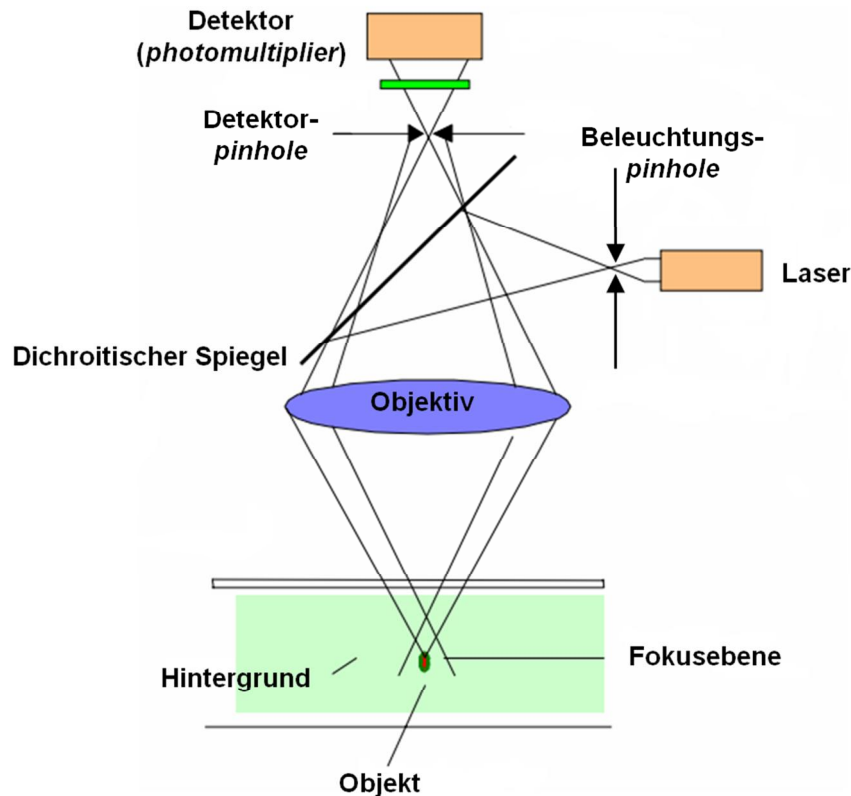 Detektor
(photomultiplier)
Detektor-
pinhole
Beleuchtungs-
pinhole
Laser
Dichroitischer Spiegel
Objektiv
Hintergrund
Fokusebene
Objekt